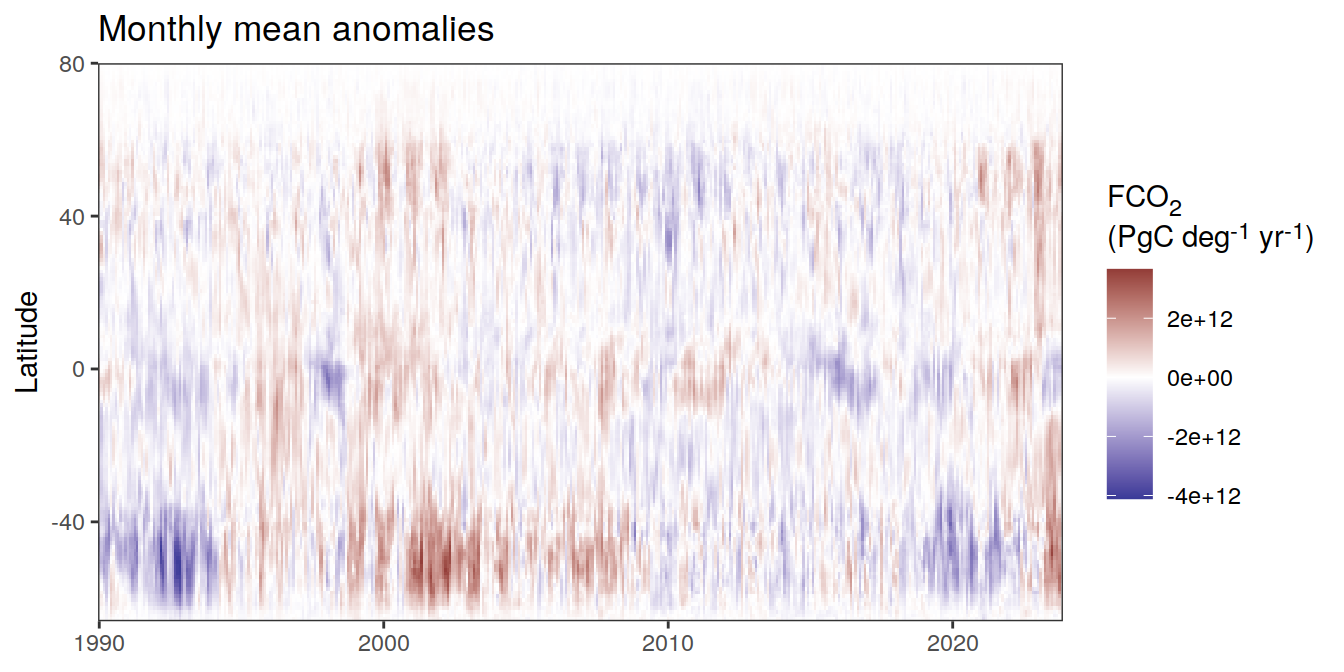 Monthly mean anomalies
80
40
0
-40
Latitude
1990
2000
2010
2020
FCO₂
(PgC deg⁻¹ yr⁻¹)
2e+12
0e+00
-2e+12
-4e+12